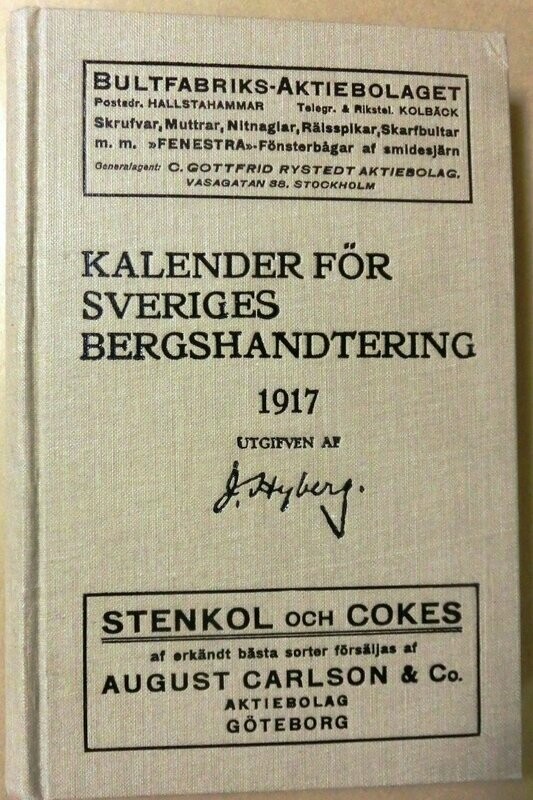 BULTFABRIKS-AKTIEBOLAGET
Postadr. HALLSTAHAMMAR Telegr. & Rikstel. KOLBÄCK
Skrufvar, Muttrar, Nitnaglar, Rälsspikar, Skarfbultar
m. m. »FENESTRA»-Fönsterbågar af smidesjärn
Generalagent: C. GOTTFRID RYSTEDT AKTIEBOLAG.
VASAGATAN 38. STOCKHOLM
KALENDER FÖR
SVERIGES
BERGSHANDTERING
1917
UTGIFVEN AF
J. Hyberg.
STENKOL OCH COKES
af erkändt bästa sorter försäljas af
AUGUST CARLSON & Co.
AKTIEBOLAG
GÖTEBORG